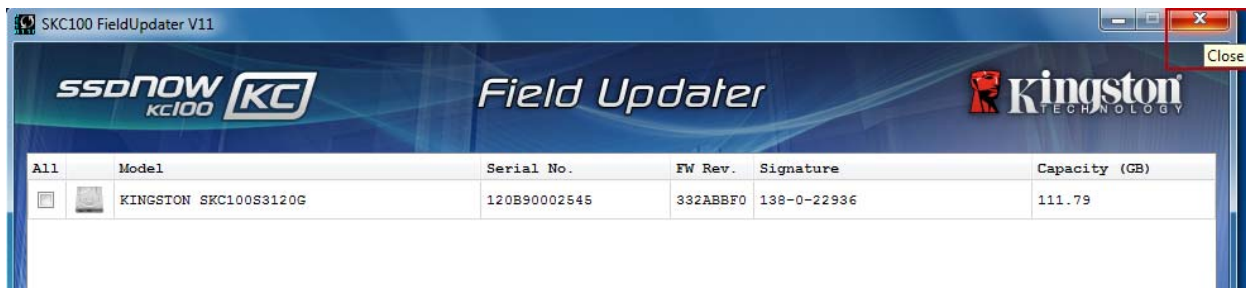 SKC100 FieldUpdater V11
Close
ssdnow KC100 KC Field Updater Kingston TECHNOLOGY
All Model Serial No. FW Rev. Signature Capacity (GB)
KINGSTON SKC100S3120G 120B90002545 332ABBF0 138-0-22936 111.79